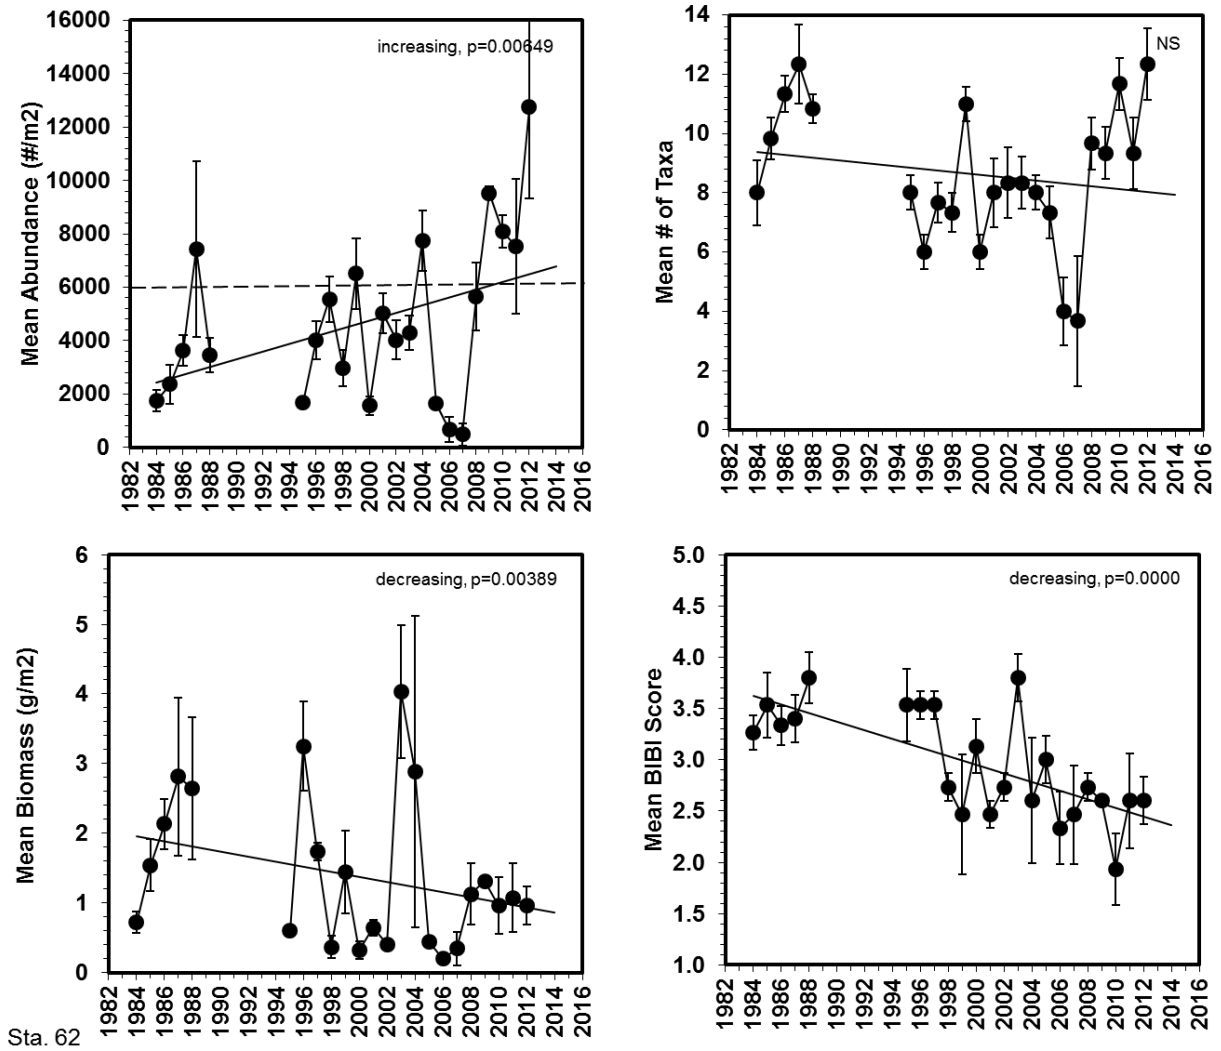 16000
14000
12000
10000
8000
6000
4000
2000
0
Mean Abundance (#/m2)
increasing, p=0.00649
1982 1984 1986 1988 1990 1992 1994 1996 1998 2000 2002 2004 2006 2008 2010 2012 2014 2016
14
12
10
8
6
4
2
0
Mean # of Taxa
NS
1982 1984 1986 1988 1990 1992 1994 1996 1998 2000 2002 2004 2006 2008 2010 2012 2014 2016
6
5
4
3
2
1
0
Mean Biomass (g/m2)
decreasing, p=0.00389
1982 1984 1986 1988 1990 1992 1994 1996 1998 2000 2002 2004 2006 2008 2010 2012 2014 2016
5.0
4.5
4.0
3.5
3.0
2.5
2.0
1.5
1.0
Mean BIBI Score
decreasing, p=0.0000
1982 1984 1986 1988 1990 1992 1994 1996 1998 2000 2002 2004 2006 2008 2010 2012 2014 2016
Sta. 62